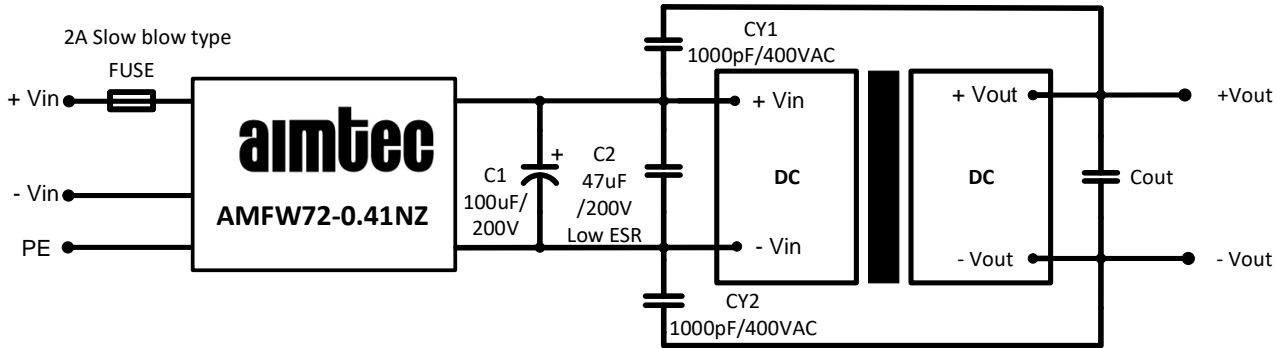 2A Slow blow type
FUSE
+ Vin
- Vin
PE
aimtec
AMFW72-0.41NZ
C1
100uF/
200V
+
C2
47uF
/200V
Low ESR
CY1
1000pF/400VAC
+ Vin
DC
- Vin
CY2
1000pF/400VAC
+ Vout
DC
- Vout
Cout
+Vout
- Vout